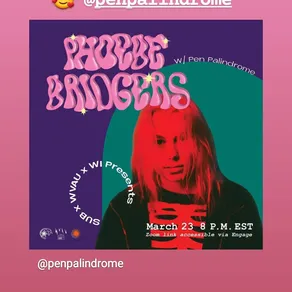 @penpalindrome
PHOEBE
BRIDGERS
w/ Pen Palindrome
SUB x WVAU x WI Presents
March 23 8 P.M. EST
Zoom link accessible via Engage
@penpalindrome